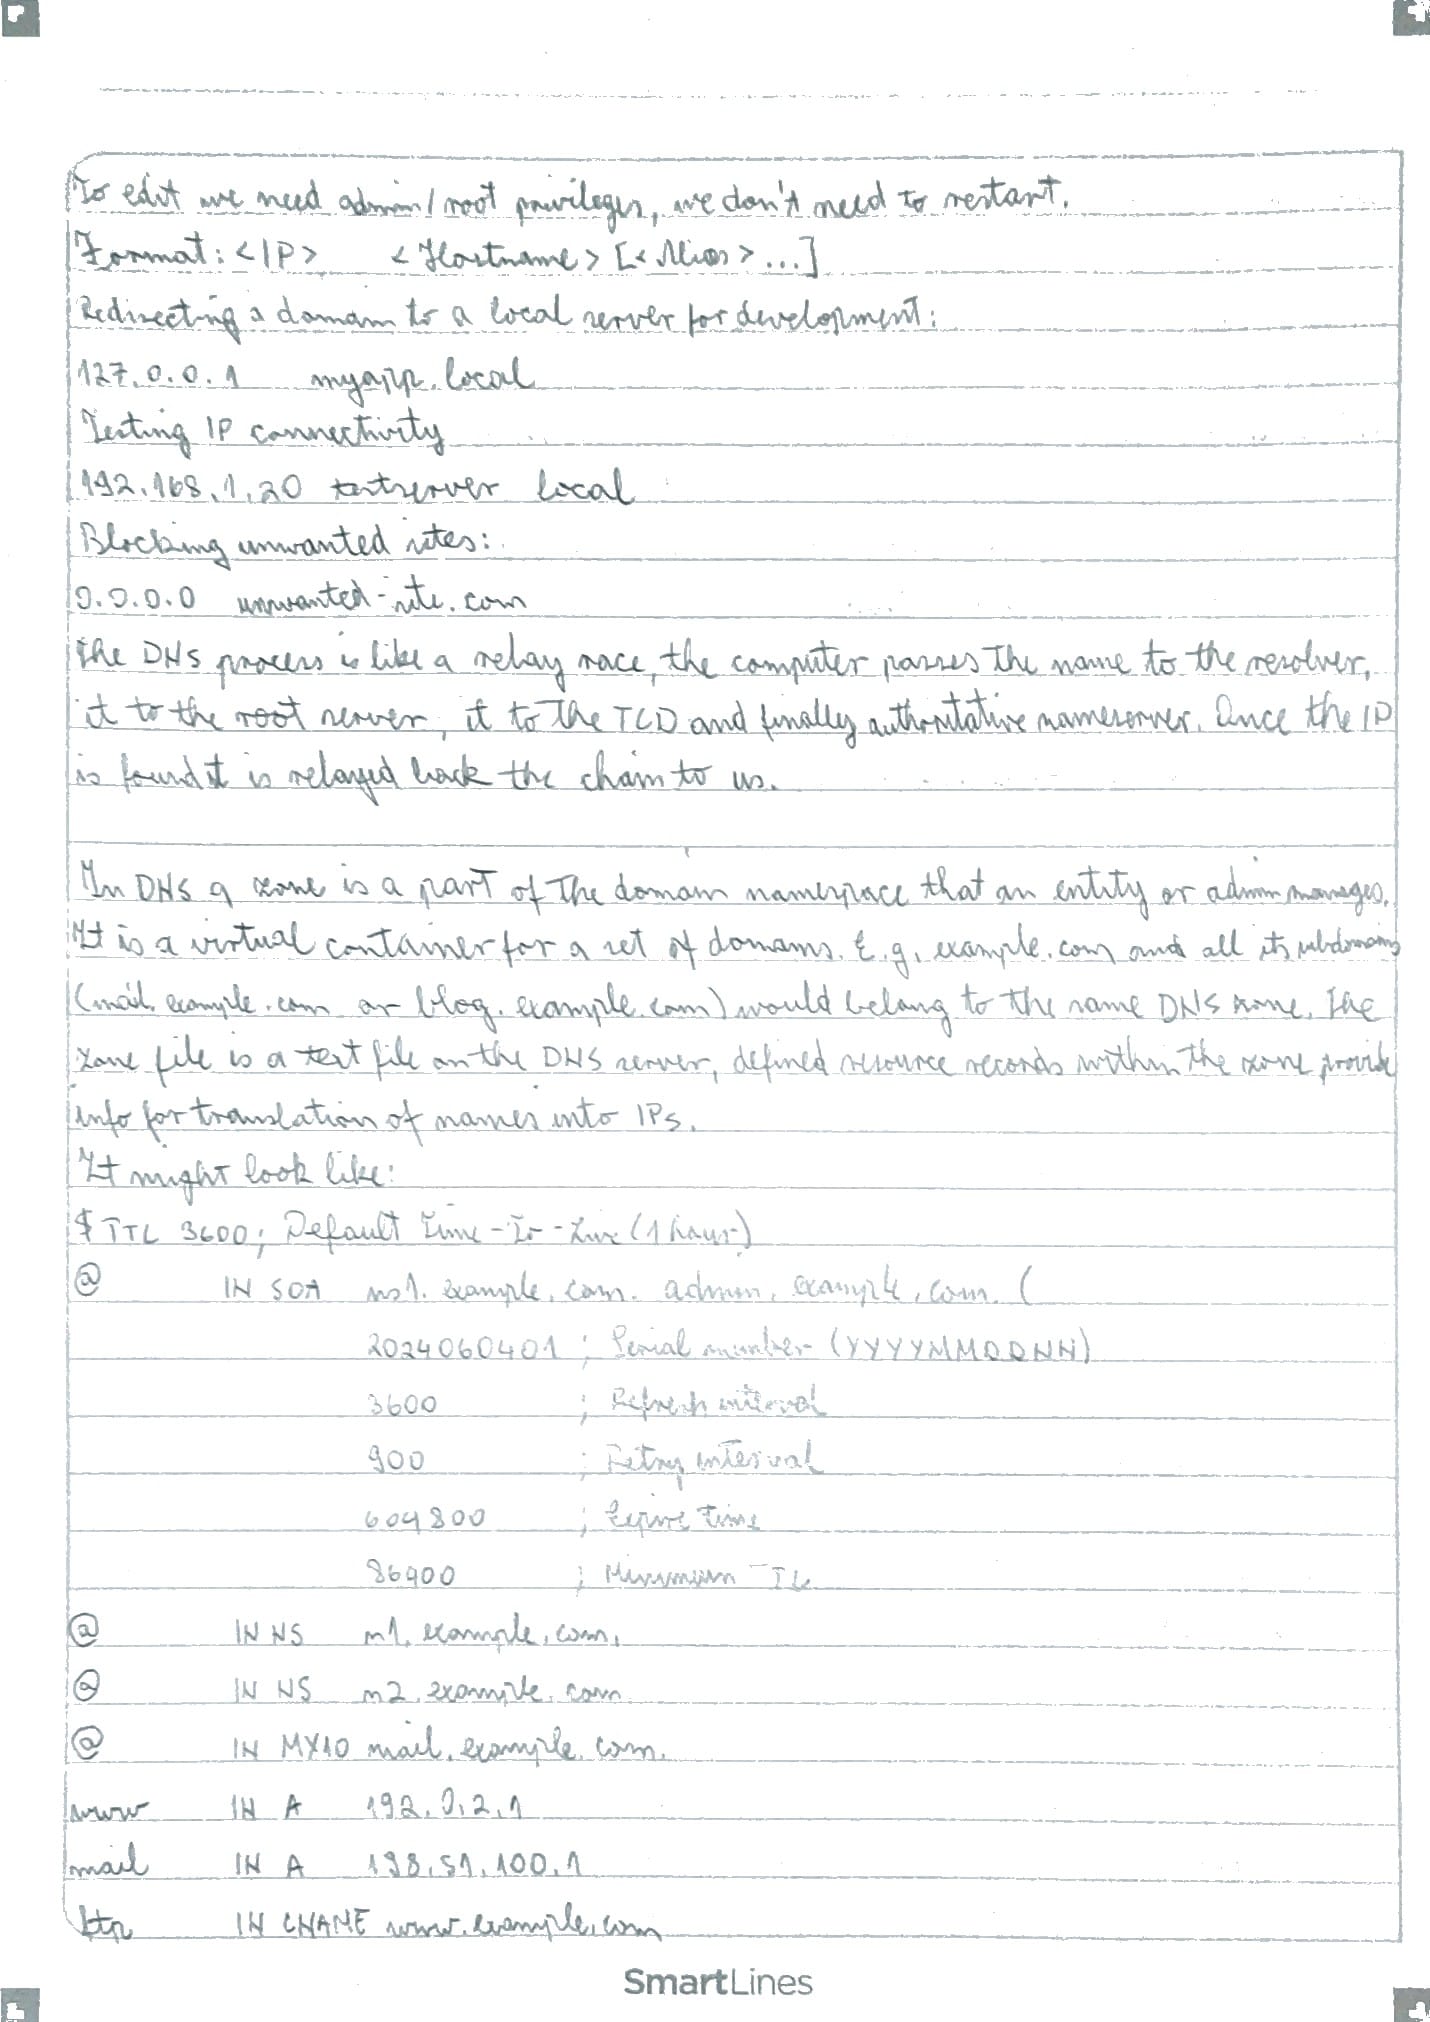 To edit we need admin/root privileges, we don't need to restart.
Format: <IP> <Hostname> [<Alias>...]
Redirecting a domain to a local server for development:
127.0.0.1 myapp.local
Testing IP connectivity
192.168.1.20 testserver local
Blocking unwanted sites:
0.0.0.0 unwanted-site.com
The DNS process is like a relay race, the computer passes the name to the resolver,
it to the root server, it to the TLD and finally authoritative nameserver. Once the IP
is found it is relayed back the chain to us.
In DNS a zone is a part of the domain namespace that an entity or admin manages.
It is a virtual container for a set of domains. E.g. example.com and all its subdomains
(mail.example.com or blog.example.com) would belong to the same DNS zone. The
zone file is a text file on the DNS server, defined resource records within the zone provide
info for translation of names into IPs.
It might look like:
$TTL 3600; Default Time-To-Live (1 hour)
@ IN SOA ns1.example.com. admin.example.com. (
2024060401 ; Serial number (YYYYMMDDNN)
3600 ; Refresh interval
900 ; Retry interval
604800 ; Expire time
86400 ; Minimum TTL
@ IN NS n1.example.com.
@ IN NS n2.example.com.
@ IN MX10 mail.example.com.
www IN A 192.0.2.1
mail IN A 198.51.100.1
ftp IN CNAME www.example.com
SmartLines